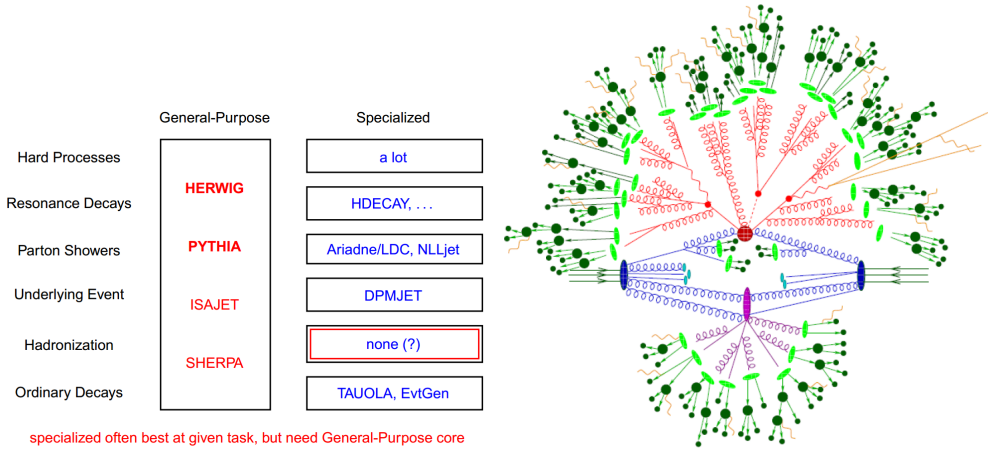 General-Purpose Specialized
Hard Processes a lot
HERWIG
Resonance Decays HDECAY, . . .
Parton Showers PYTHIA Ariadne/LDC, NLLjet
Underlying Event DPMJET
ISAJET
Hadronization none (?)
SHERPA
Ordinary Decays TAUOLA, EvtGen
specialized often best at given task, but need General-Purpose core